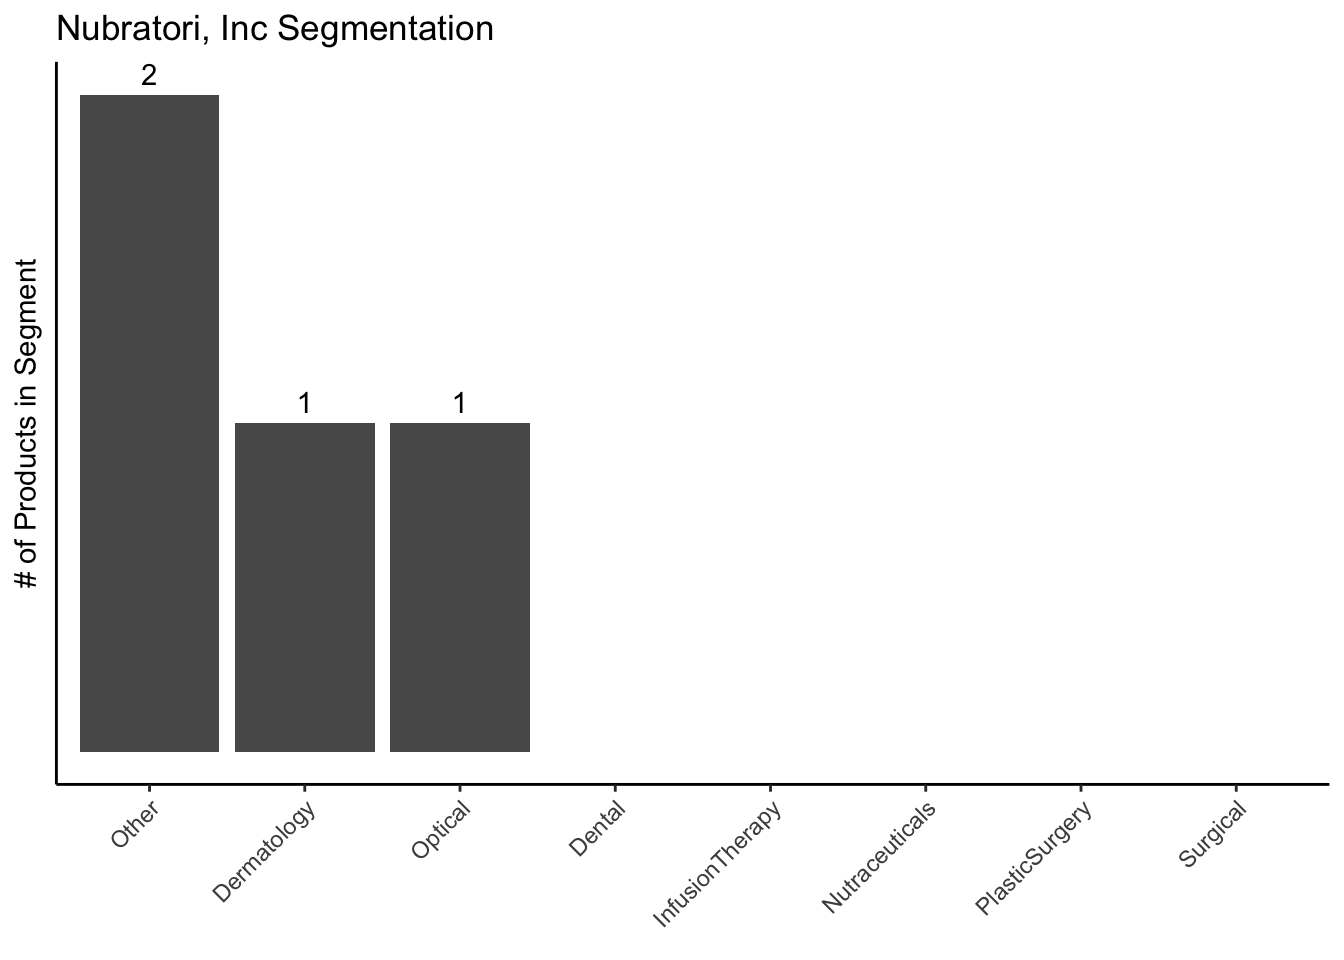 Nubratori, Inc Segmentation
2
1
1
# of Products in Segment
Other
Dermatology
Optical
Dental
InfusionTherapy
Nutraceuticals
PlasticSurgery
Surgical